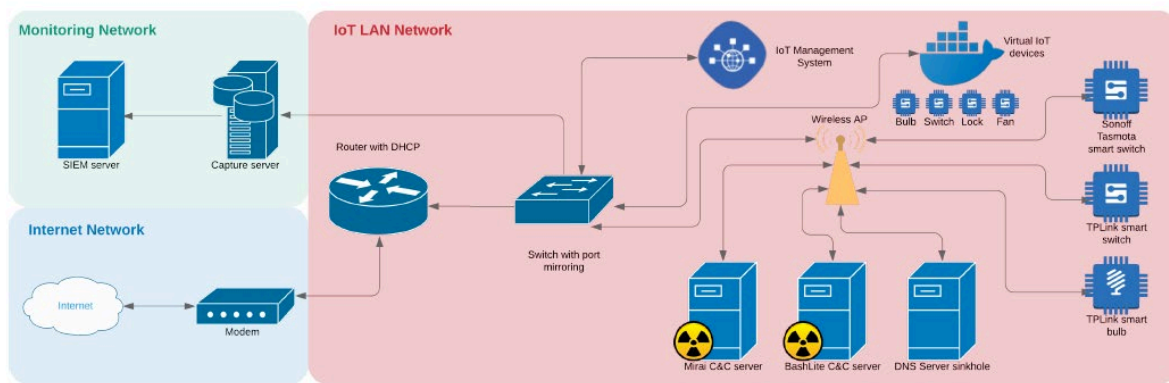 Monitoring Network
IoT LAN Network
IoT Management
System
Virtual IoT
devices
Bulb
Switch
Lock
Fan
Wireless AP
Sonoff
Tasmota
smart switch
SIEM server
Capture server
Router with DHCP
Switch with port
mirroring
TPLink smart
switch
Internet Network
Internet
Modem
Mirai C&C server
BashLite C&C server
DNS Server sinkhole
TPLink smart
bulb